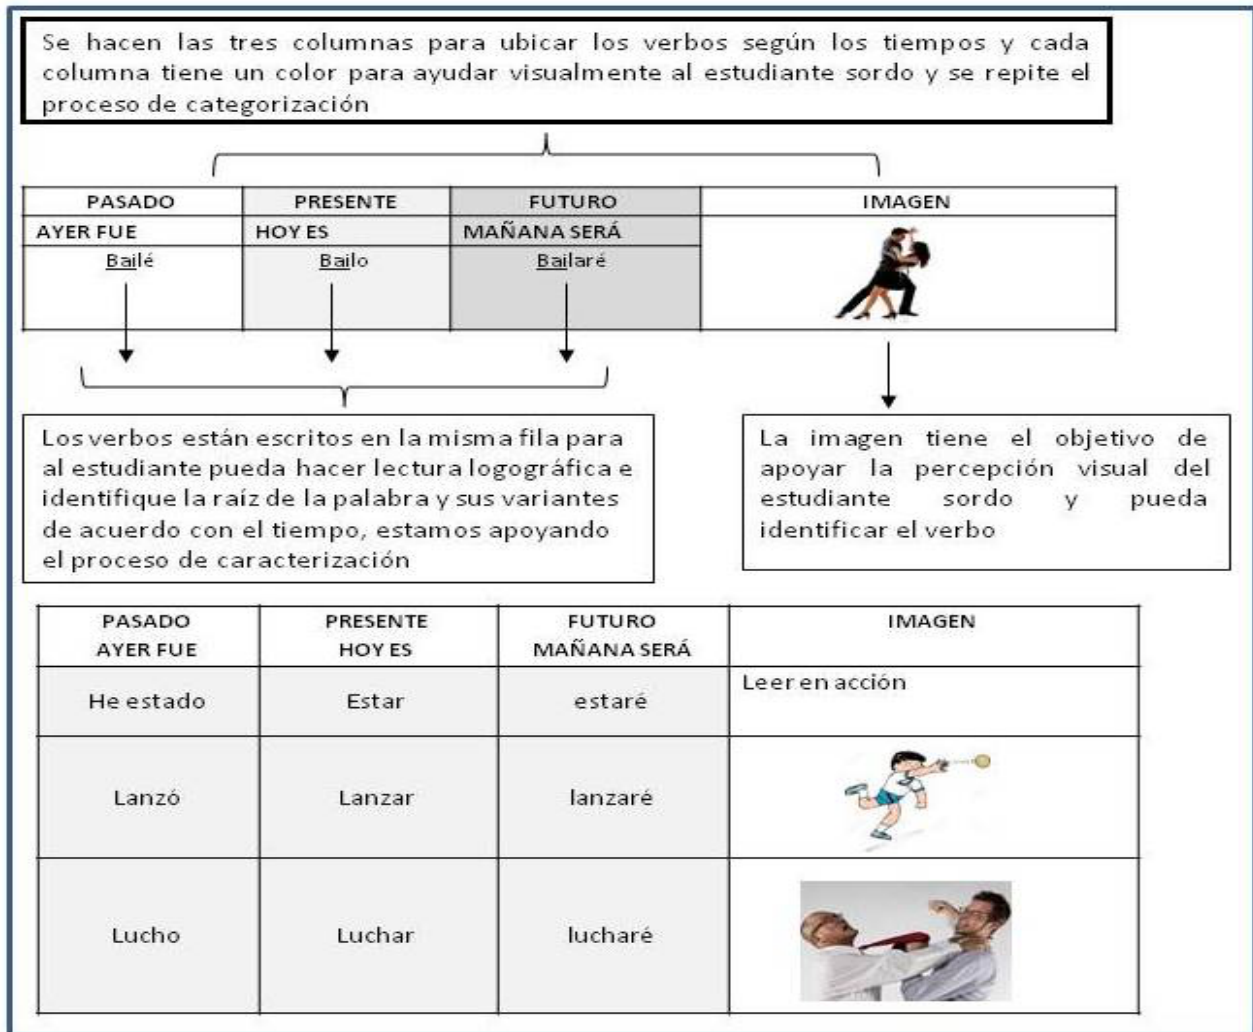 Se hacen las tres columnas para ubicar los verbos según los tiempos y cada
columna tiene un color para ayudar visualmente al estudiante sordo y se repite el
proceso de categorización
PASADO PRESENTE FUTURO IMAGEN
AYER FUE HOY ES MAÑANA SERÁ
Bailé Bailo Bailaré
Los verbos están escritos en la misma fila para
al estudiante pueda hacer lectura logográfica e
identifique la raíz de la palabra y sus variantes
de acuerdo con el tiempo, estamos apoyando
el proceso de caracterización
La imagen tiene el objetivo de
apoyar la percepción visual del
estudiante sordo y pueda
identificar el verbo
PASADO PRESENTE FUTURO IMAGEN
AYER FUE HOY ES MAÑANA SERÁ
He estado Estar estaré Leer en acción
Lanzó Lanzar lanzaré
Lucho Luchar lucharé